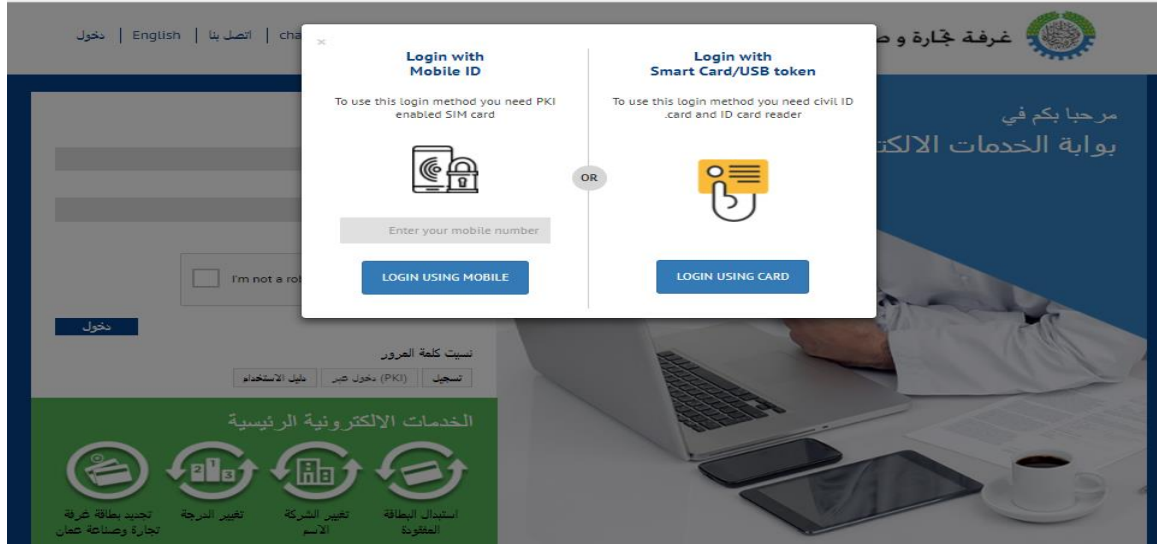 غرفة تجارة و ص
دخول | English | اتصل بنا | cha
×
Login with
Mobile ID
To use this login method you need PKI
enabled SIM card
Enter your mobile number
LOGIN USING MOBILE
OR
Login with
Smart Card/USB token
To use this login method you need civil ID
.card and ID card reader
LOGIN USING CARD
مرحبا بكم في
بوابة الخدمات الالكت
I'm not a ro
دخول
نسيت كلمة المرور
تسجيل
دخول عبر (PKI)
دليل الاستخدام
الخدمات الالكترونية الرئيسية
1 2 3
استبدال البطاقة
المفقودة
تغيير الشركة
الاسم
تغيير الدرجة
تجديد بطاقة غرفة
تجارة وصناعة عمان